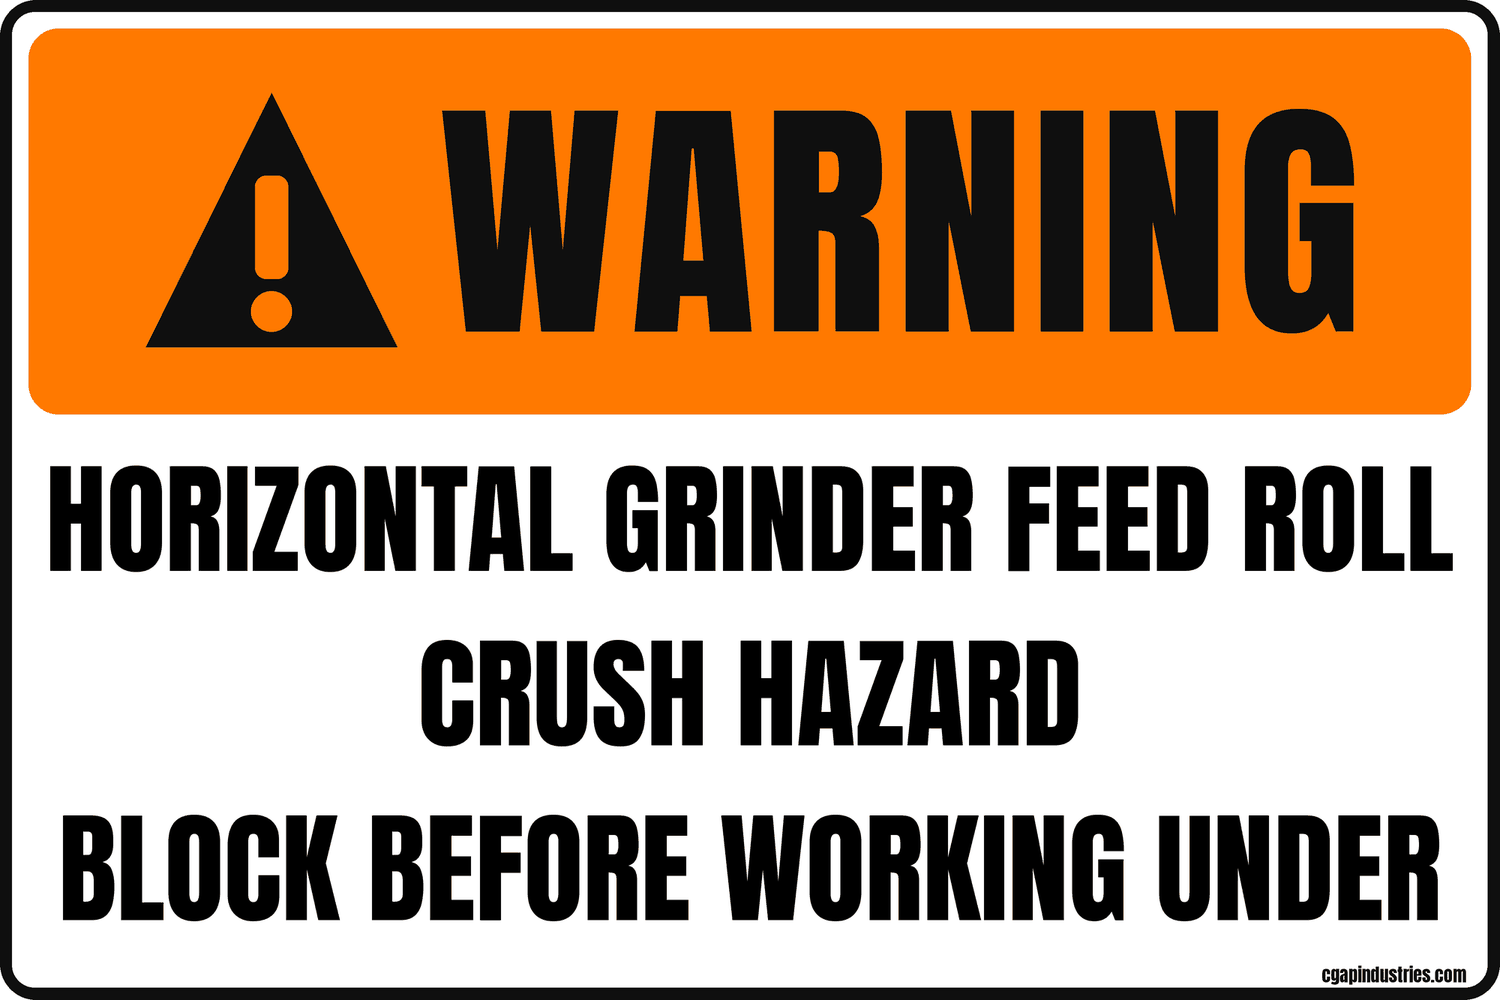 WARNING
HORIZONTAL GRINDER FEED ROLL
CRUSH HAZARD
BLOCK BEFORE WORKING UNDER
cgapindustries.com